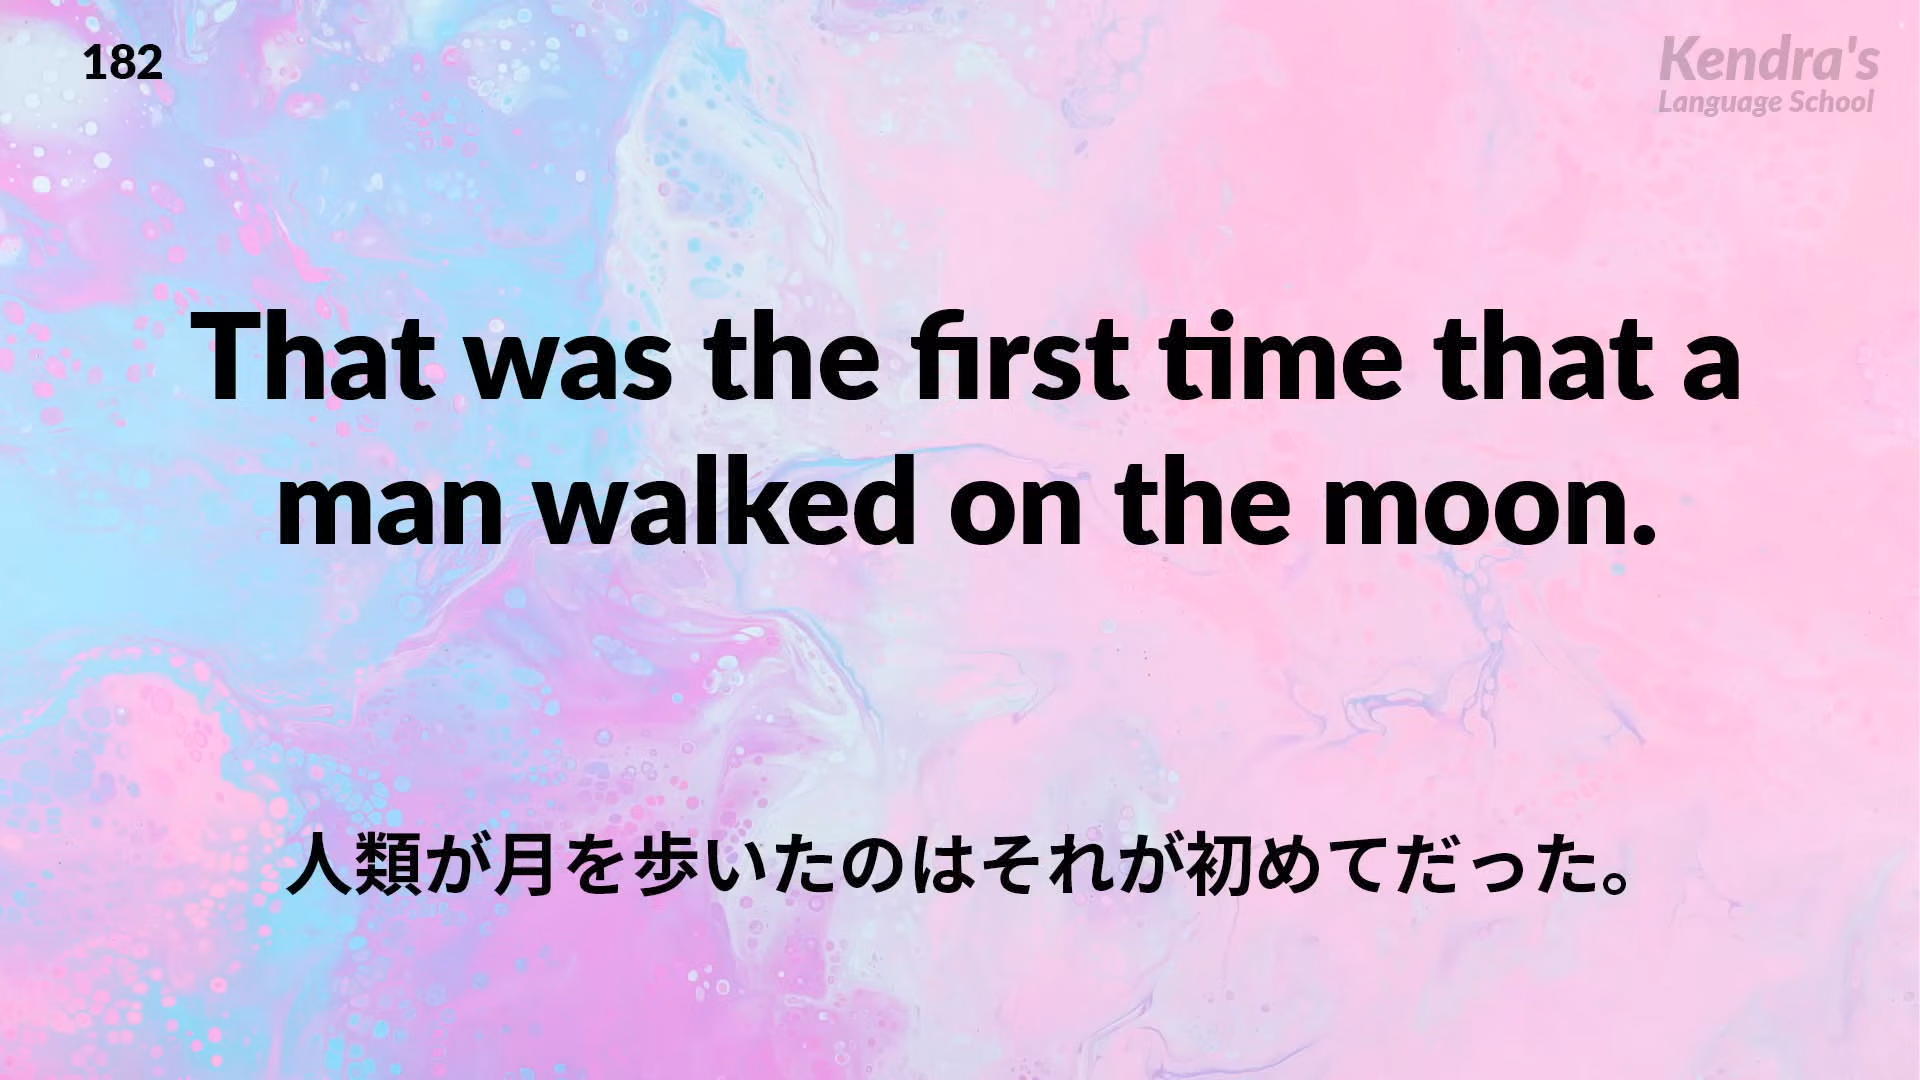 182
Kendra's
Language School
That was the first time that a
man walked on the moon.
人類が月を歩いたのはそれが初めてだった。